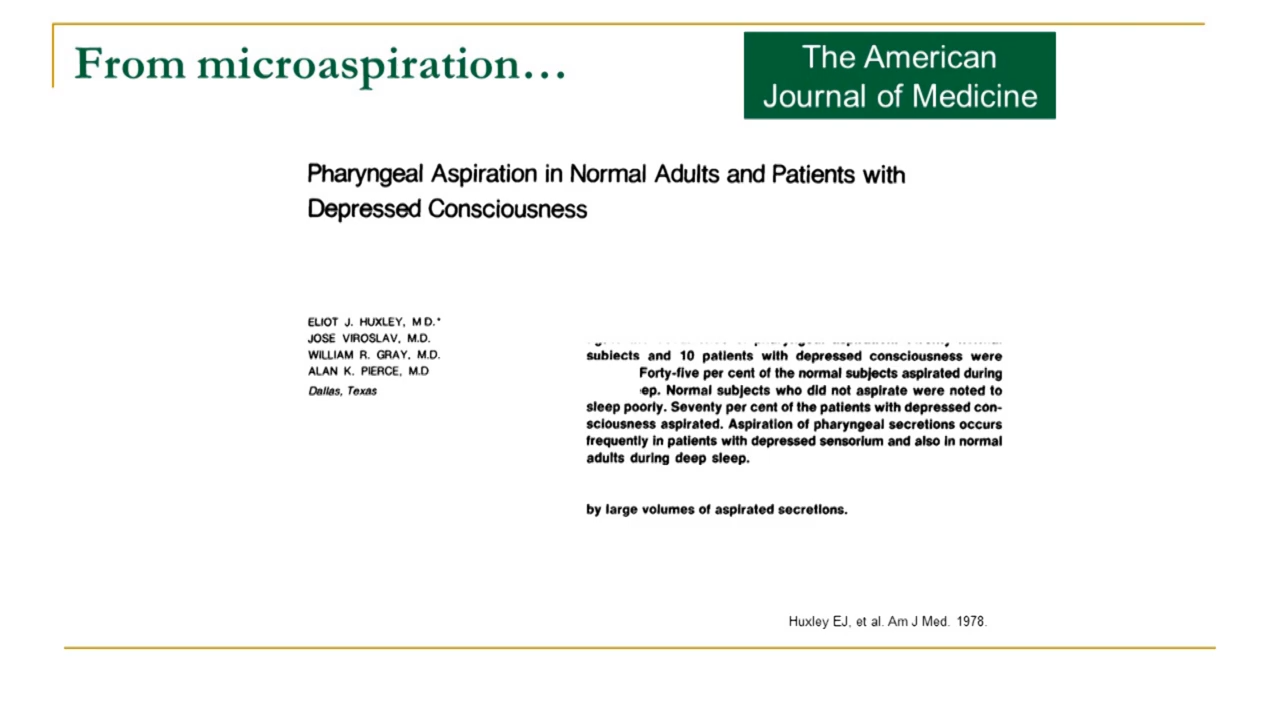 From microaspiration…
The American
Journal of Medicine
Pharyngeal Aspiration in Normal Adults and Patients with
Depressed Consciousness
ELIOT J. HUXLEY, M D.*
JOSE VIROSLAV, M.D.
WILLIAM R. GRAY, M.D.
ALAN K. PIERCE, M.D
Dallas, Texas
subjects and 10 patients with depressed consciousness were
Forty-five per cent of the normal subjects aspirated during
ep. Normal subjects who did not aspirate were noted to
sleep poorly. Seventy per cent of the patients with depressed con-
sciousness aspirated. Aspiration of pharyngeal secretions occurs
frequently in patients with depressed sensorium and also in normal
adults during deep sleep.
by large volumes of aspirated secretions.
Huxley EJ, et al. Am J Med. 1978.